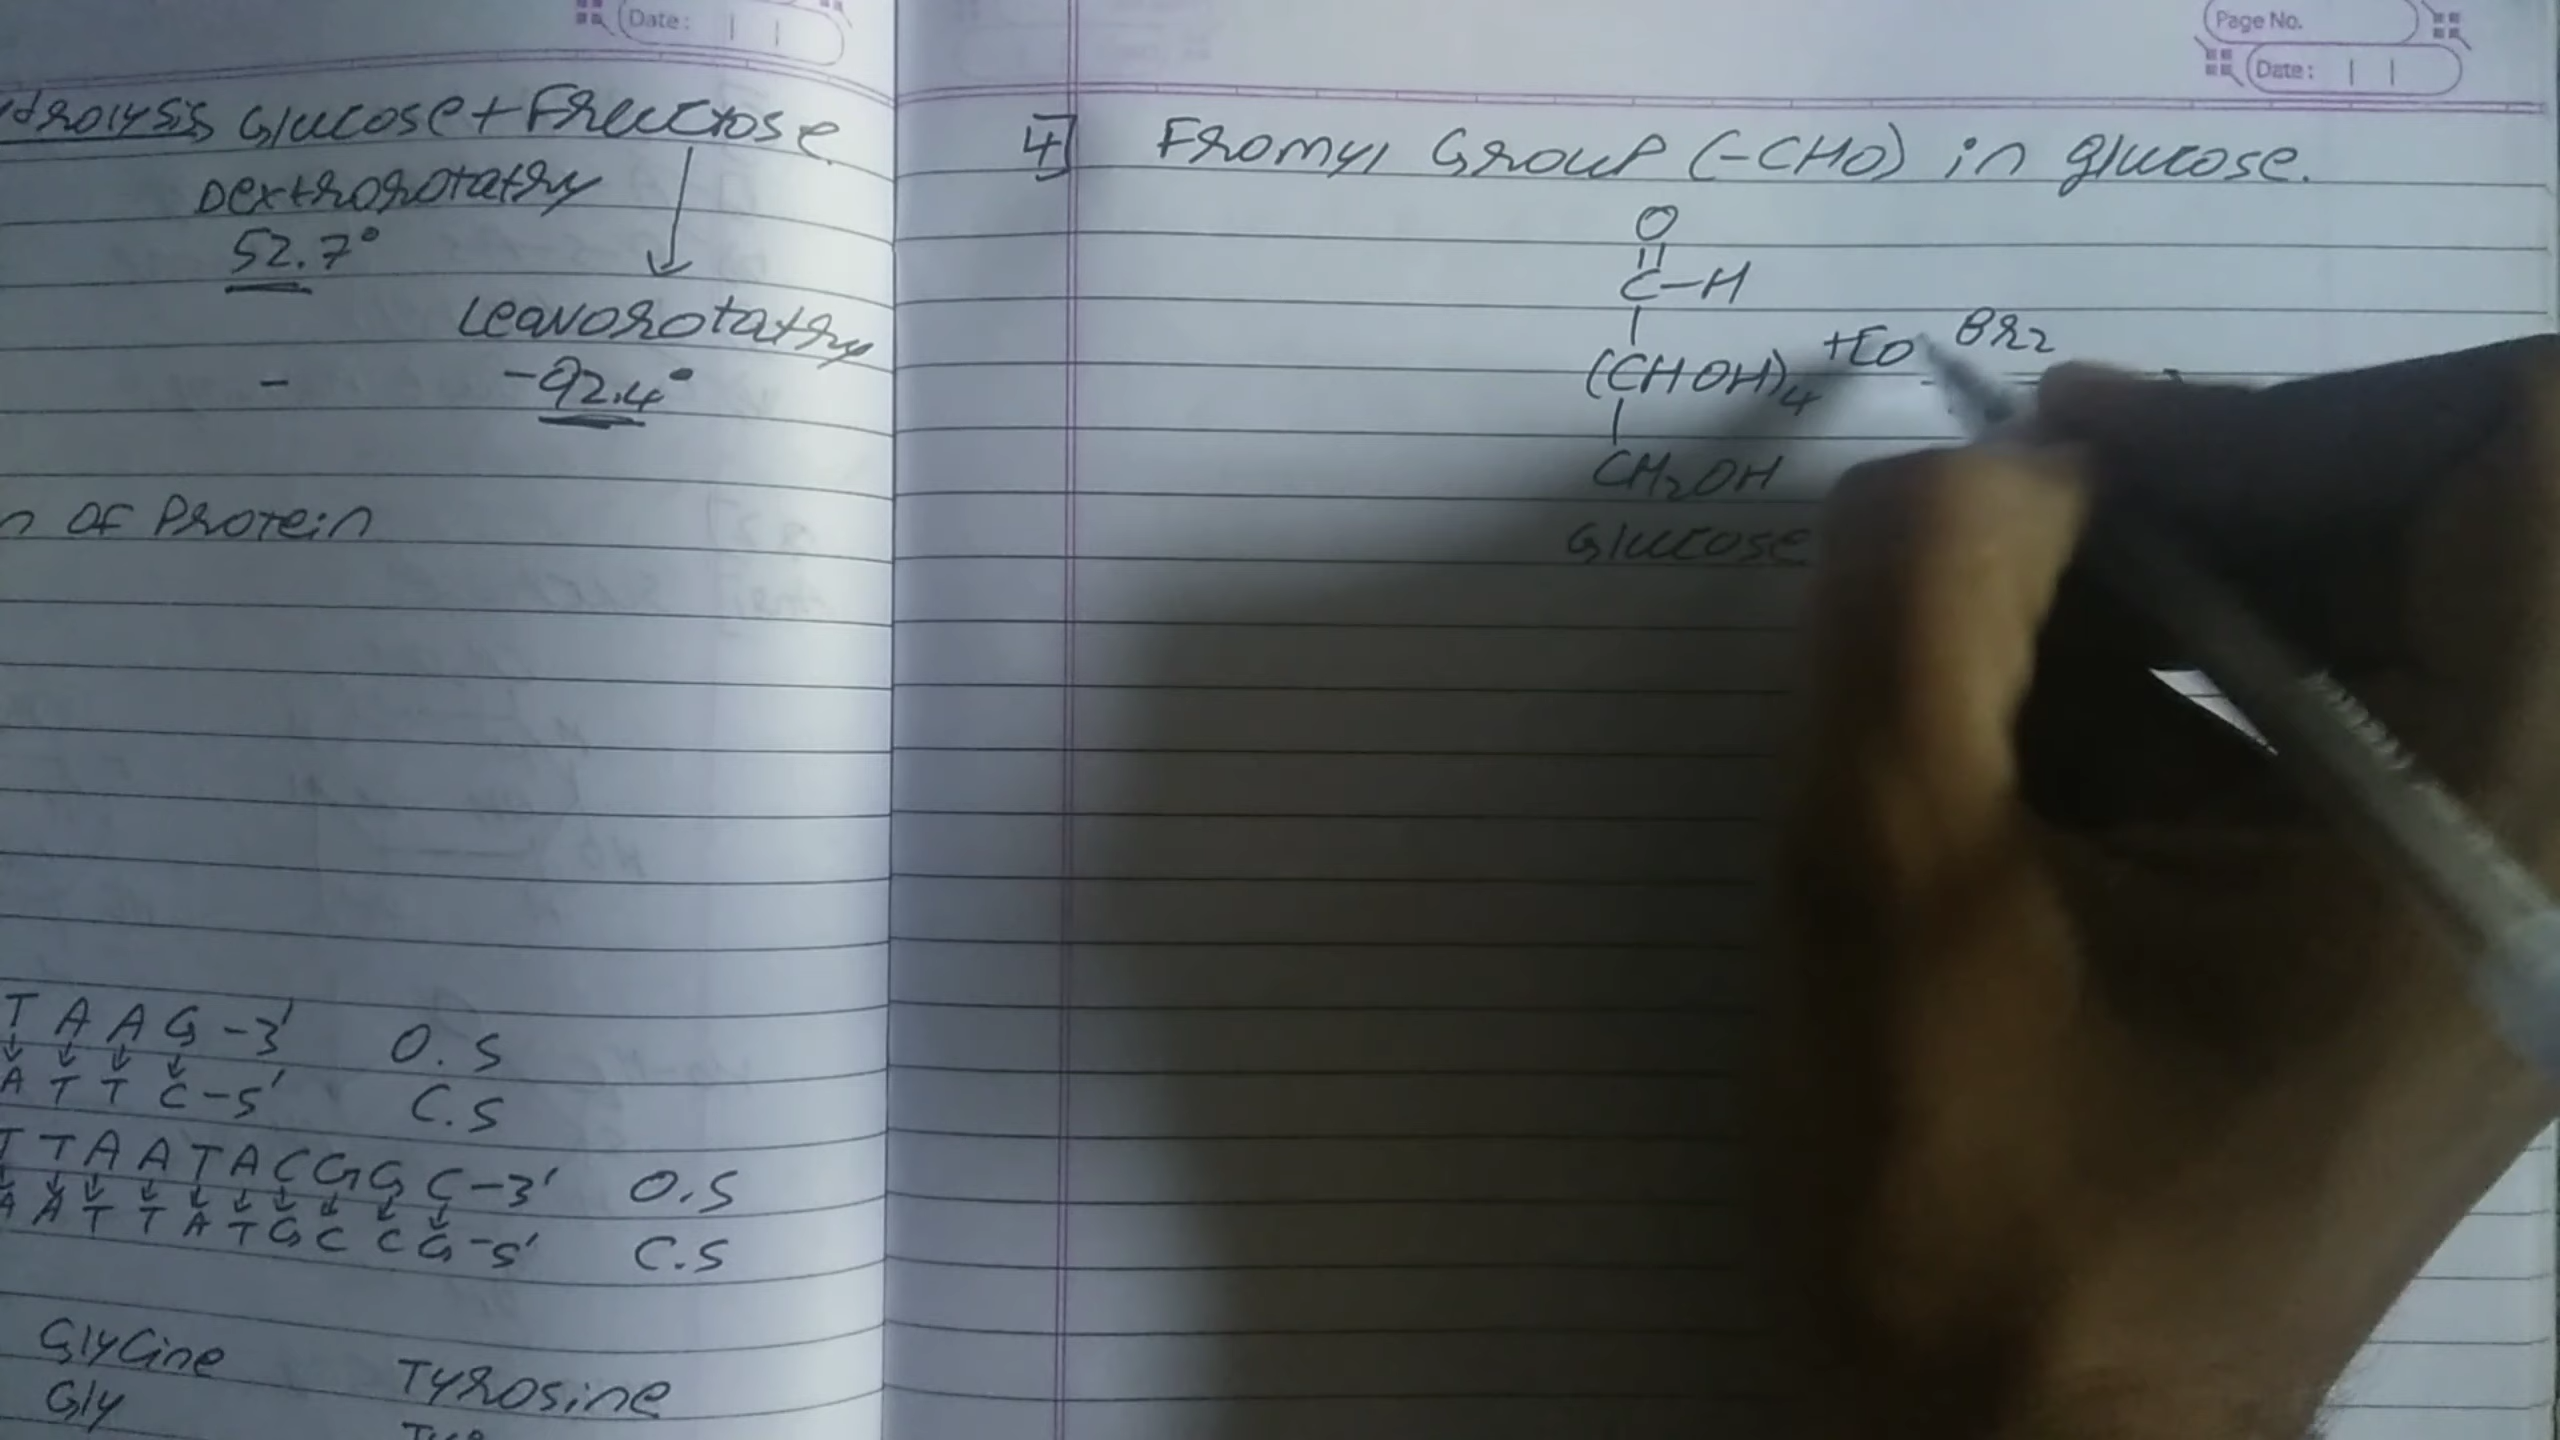 Date:
Glucose+Fructose
Dextrorotatry
52.7°
Leavorotatry
- -92.4°
n OF Protein
T A A G -3' O.S
A T T C -5' C.S
T T A A T A C G G C -3' O.S
A A T T A T G C C G -5' C.S
Glycine Tyrosine
Gly
Page No.
Date:
4] Fromyl Group (-CHO) in glucose.
O
C-H
(CHOH)4 +[O] Br2
CH2OH
Glucose